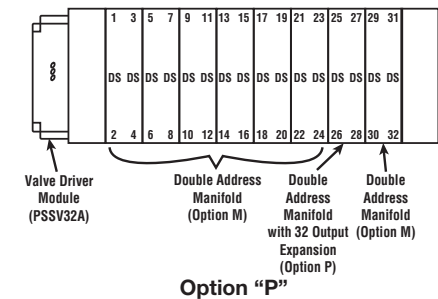 1 3 5 7 9 11 13 15 17 19 21 23 25 27 29 31
DS DS DS DS DS DS DS DS DS DS DS DS DS DS DS DS
2 4 6 8 10 12 14 16 18 20 22 24 26 28 30 32
Valve Driver
Module
(PSSV32A)
Double Address
Manifold
(Option M)
Double
Address
Manifold
with 32 Output
Expansion
(Option P)
Double
Address
Manifold
(Option M)
Option “P”